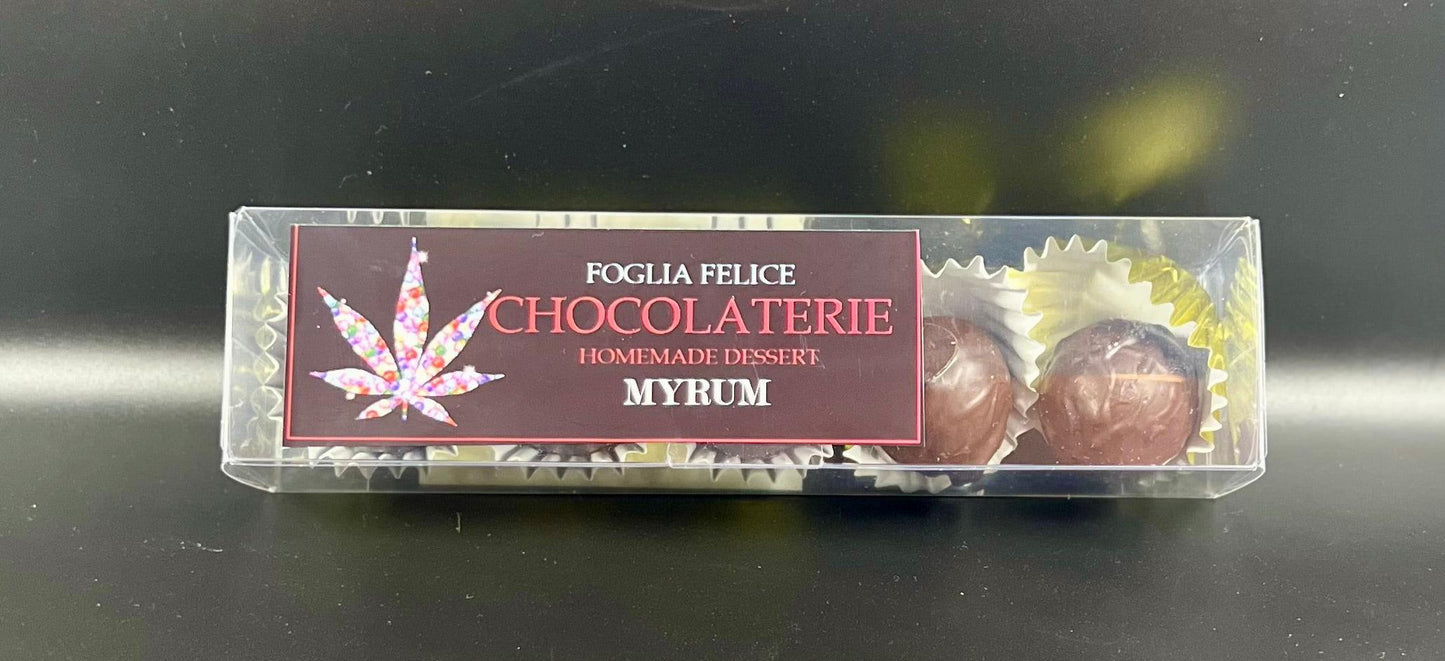 FOGLIA FELICE
CHOCOLATERIE
HOMEMADE DESSERT
MYRUM